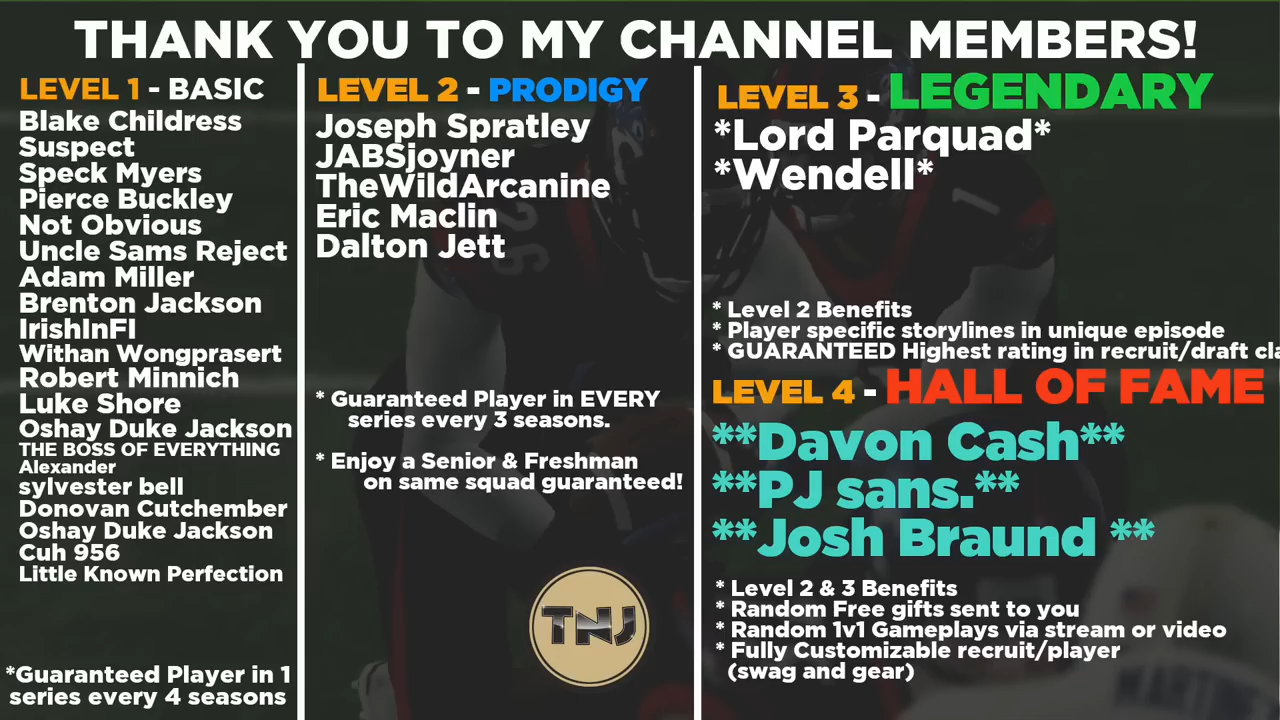 THANK YOU TO MY CHANNEL MEMBERS!
LEVEL 1 - BASIC
Blake Childress
Suspect
Speck Myers
Pierce Buckley
Not Obvious
Uncle Sams Reject
Adam Miller
Brenton Jackson
IrishInFl
Withan Wongprasert
Robert Minnich
Luke Shore
Oshay Duke Jackson
THE BOSS OF EVERYTHING
Alexander
sylvester bell
Donovan Cutchember
Oshay Duke Jackson
Cuh 956
Little Known Perfection
*Guaranteed Player in 1
series every 4 seasons
LEVEL 2 - PRODIGY
Joseph Spratley
JABSjoyner
TheWildArcanine
Eric Maclin
Dalton Jett
* Guaranteed Player in EVERY
series every 3 seasons.
* Enjoy a Senior & Freshman
on same squad guaranteed!
TNJ
LEVEL 3 - LEGENDARY
*Lord Parquad*
*Wendell*
* Level 2 Benefits
* Player specific storylines in unique episode
* GUARANTEED Highest rating in recruit/draft cla
LEVEL 4 - HALL OF FAME
**Davon Cash**
**PJ sans.**
**Josh Braund **
* Level 2 & 3 Benefits
* Random Free gifts sent to you
* Random 1v1 Gameplays via stream or video
* Fully Customizable recruit/player
(swag and gear)
26
1